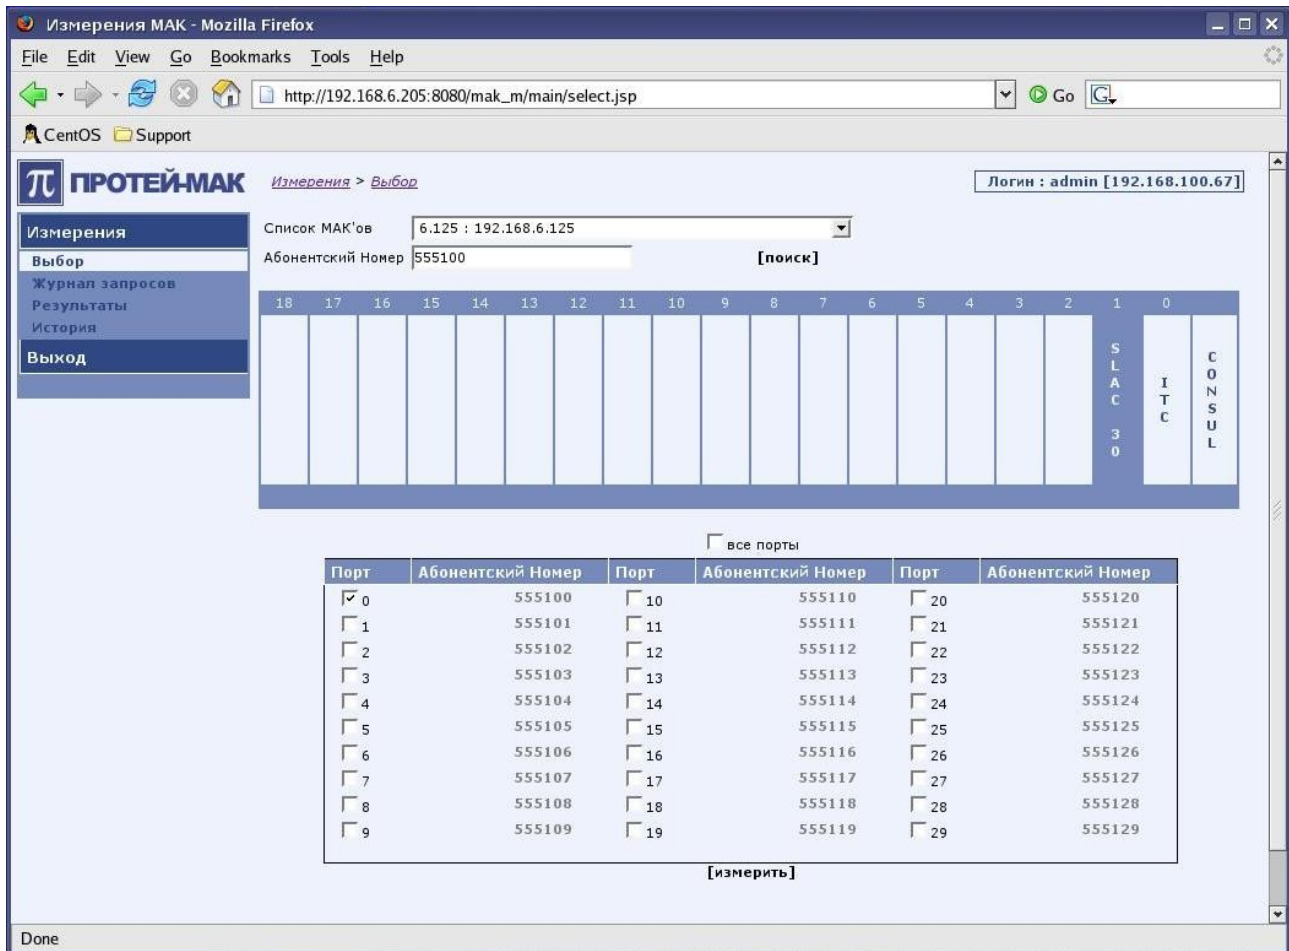 Измерения МАК - Mozilla Firefox
File Edit View Go Bookmarks Tools Help
http://192.168.6.205:8080/mak_m/main/select.jsp Go G
CentOS Support
π ПРОТЕЙ-МАК Измерения > Выбор Логин : admin [192.168.100.67]
Измерения
Выбор
Журнал запросов
Результаты
История
Выход
Список МАК'ов 6.125 : 192.168.6.125
Абонентский Номер 555100 [поиск]
18 17 16 15 14 13 12 11 10 9 8 7 6 5 4 3 2 1 0
SLAC 30
ITC
CONSUL
все порты
Порт Абонентский Номер Порт Абонентский Номер Порт Абонентский Номер
0 555100 10 555110 20 555120
1 555101 11 555111 21 555121
2 555102 12 555112 22 555122
3 555103 13 555113 23 555123
4 555104 14 555114 24 555124
5 555105 15 555115 25 555125
6 555106 16 555116 26 555126
7 555107 17 555117 27 555127
8 555108 18 555118 28 555128
9 555109 19 555119 29 555129
[измерить]
Done